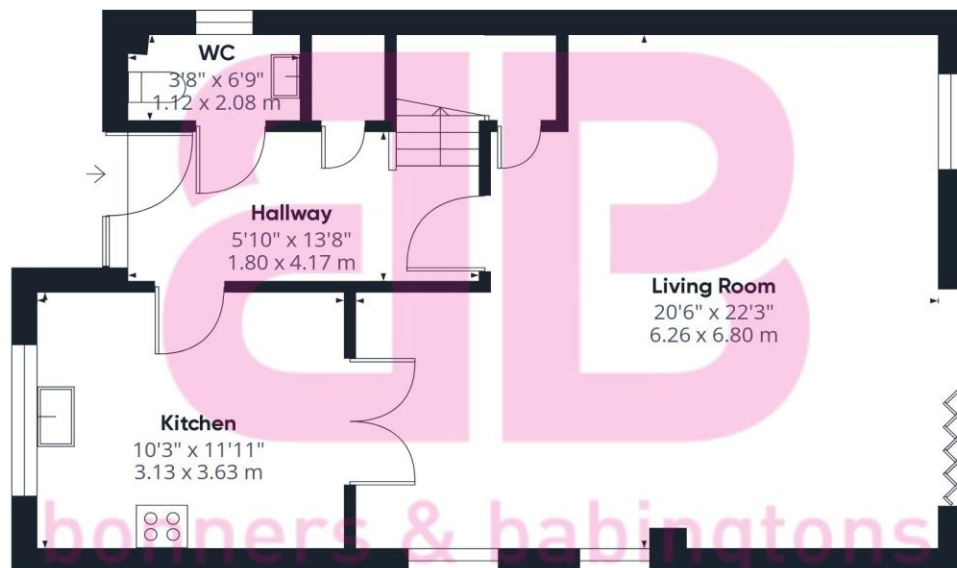 WC
3'8" x 6'9"
1.12 x 2.08 m
Hallway
5'10" x 13'8"
1.80 x 4.17 m
Living Room
20'6" x 22'3"
6.26 x 6.80 m
Kitchen
10'3" x 11'11"
3.13 x 3.63 m
BB
bonners & babingtons